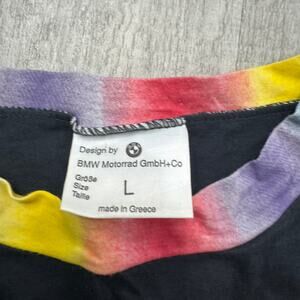 Design by
BMW Motorrad GmbH+Co
Größe
Size L
Taille
made in Greece